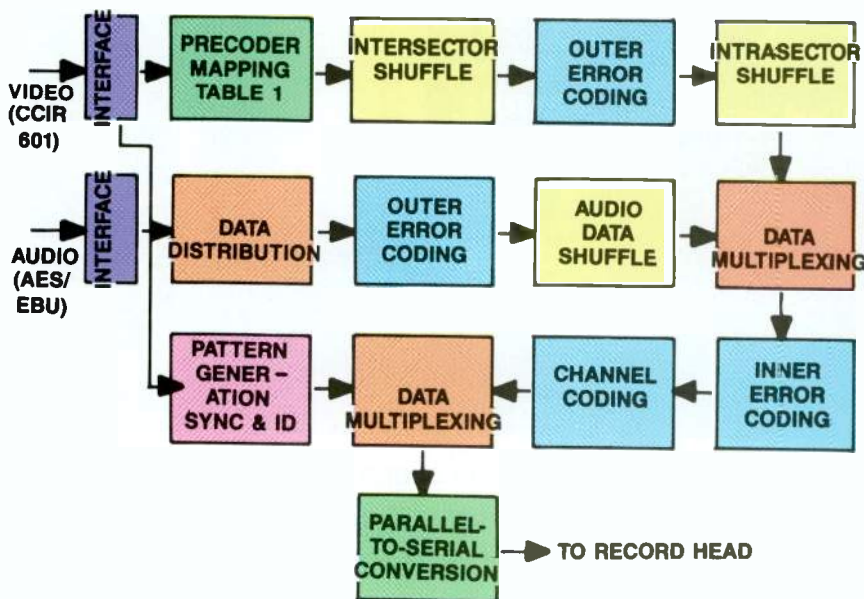 VIDEO
(CCIR
601)
INTERFACE
PRECODER
MAPPING
TABLE 1
INTERSECTOR
SHUFFLE
OUTER
ERROR
CODING
INTRASECTOR
SHUFFLE
AUDIO
(AES/
EBU)
INTERFACE
DATA
DISTRIBUTION
OUTER
ERROR
CODING
AUDIO
DATA
SHUFFLE
DATA
MULTIPLEXING
PATTERN
GENER-
ATION
SYNC & ID
DATA
MULTIPLEXING
CHANNEL
CODING
INNER
ERROR
CODING
PARALLEL-
TO-SERIAL
CONVERSION
TO RECORD HEAD